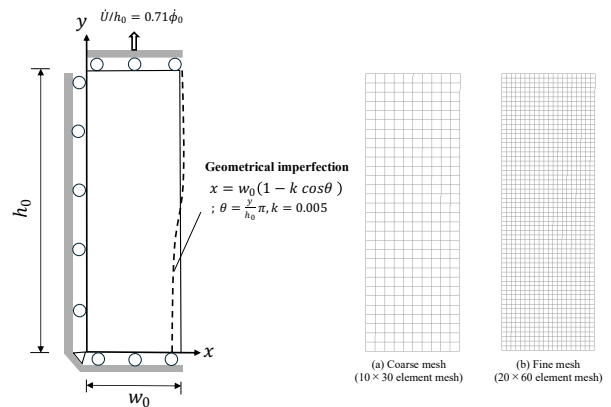 U̇/h₀ = 0.71ϕ̇₀
y
h₀
Geometrical imperfection
x = w₀(1 − k cosθ )
; θ = y/h₀ π, k = 0.005
x
w₀
(a) Coarse mesh
(10 × 30 element mesh)
(b) Fine mesh
(20 × 60 element mesh)